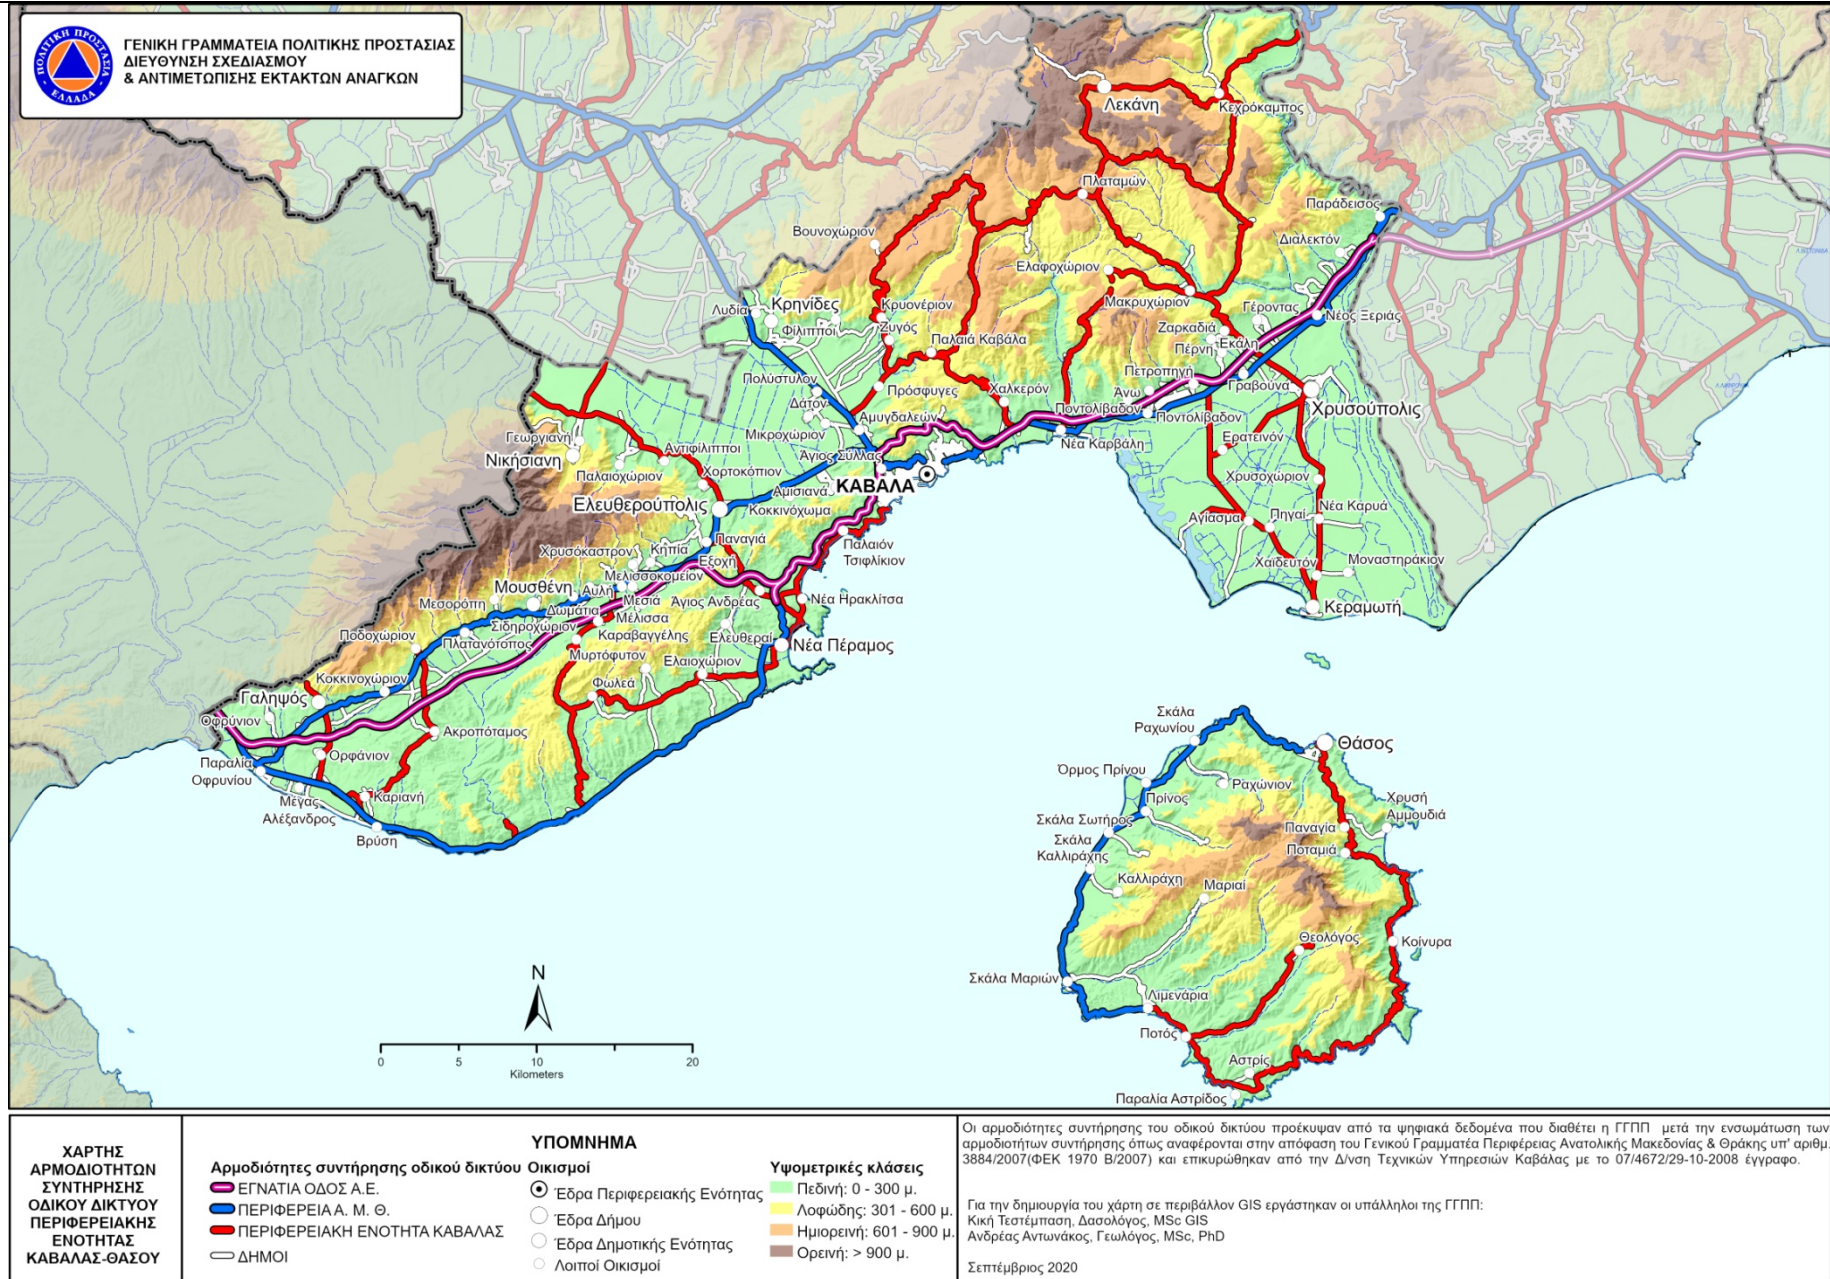 ΠΟΛΙΤΙΚΗ ΠΡΟΣΤΑΣΙΑ
ΕΛΛΑΔΑ
ΓΕΝΙΚΗ ΓΡΑΜΜΑΤΕΙΑ ΠΟΛΙΤΙΚΗΣ ΠΡΟΣΤΑΣΙΑΣ
ΔΙΕΥΘΥΝΣΗ ΣΧΕΔΙΑΣΜΟΥ
& ΑΝΤΙΜΕΤΩΠΙΣΗΣ ΕΚΤΑΚΤΩΝ ΑΝΑΓΚΩΝ
Λεκάνη
Κεχρόκαμπος
Πλαταμών
Παράδεισος
Βουνοχώριον
Διαλεκτόν
Ελαφοχώριον
Μακρυχώριον
Κρηνίδες
Λυδία
Κρυονέριον
Γέροντας
Νέος Ξεριάς
Φίλιπποι
Ζυγός
Ζαρκαδιά
Παλαιά Καβάλα
Εκάλη
Πέρνη
Πολύστυλον
Πρόσφυγες
Χαλκερόν
Πετροπηγή
Γραβούνα
Άνω
Ποντολίβαδον
Ποντολίβαδον
Χρυσούπολις
Δάτον
Αμυγδαλεών
Μικροχώριον
Νέα Καρβάλη
Ερατεινόν
Γεωργιανή
Νικήσιανη
Αντιφίλιπποι
Παλαιοχώριον
Άγιος Σύλλας
Χορτοκόπιον
ΚΑΒΑΛΑ
Αμισιανά
Χρυσοχώριον
Ελευθερούπολις
Κοκκινόχωμα
Αγίασμα
Πηγαί
Νέα Καρυά
Παναγιά
Παλαιόν
Τσιφλίκιον
Χρυσόκαστρον
Κηπία
Εξοχή
Χαϊδευτόν
Μοναστηράκιον
Μελισσοκομείον
Μουσθένη
Αυλή
Μεσορόπη
Μεσιά
Άγιος Ανδρέας
Νέα Ηρακλίτσα
Κεραμωτή
Δωμάτια
Μέλισσα
Σιδηροχώριον
Ποδοχώριον
Πλατανότοπος
Καραβαγγέλης
Ελευθεραί
Νέα Πέραμος
Μυρτόφυτον
Ελαιοχώριον
Κοκκινοχώριον
Φωλεά
Γαληψός
Οφρύνιον
Ακροπόταμος
Ορφάνιον
Παραλία
Οφρυνίου
Μέγας
Αλέξανδρος
Καριανή
Βρύση
Σκάλα
Ραχωνίου
Θάσος
Όρμος Πρίνου
Ραχώνιον
Πρίνος
Χρυσή
Αμμουδιά
Σκάλα Σωτήρος
Παναγία
Σκάλα
Καλλιράχης
Ποταμιά
Καλλιράχη
Μαριαί
Θεολόγος
Κοίνυρα
Σκάλα Μαριών
Λιμενάρια
Ποτός
Αστρίς
Παραλία Αστρίδος
N
0 5 10 20
Kilometers
ΧΑΡΤΗΣ
ΑΡΜΟΔΙΟΤΗΤΩΝ
ΣΥΝΤΗΡΗΣΗΣ
ΟΔΙΚΟΥ ΔΙΚΤΥΟΥ
ΠΕΡΙΦΕΡΕΙΑΚΗΣ
ΕΝΟΤΗΤΑΣ
ΚΑΒΑΛΑΣ-ΘΑΣΟΥ
ΥΠΟΜΝΗΜΑ
Αρμοδιότητες συντήρησης οδικού δικτύου
ΕΓΝΑΤΙΑ ΟΔΟΣ Α.Ε.
ΠΕΡΙΦΕΡΕΙΑ Α. Μ. Θ.
ΠΕΡΙΦΕΡΕΙΑΚΗ ΕΝΟΤΗΤΑ ΚΑΒΑΛΑΣ
ΔΗΜΟΙ
Οικισμοί
Έδρα Περιφερειακής Ενότητας
Έδρα Δήμου
Έδρα Δημοτικής Ενότητας
Λοιποί Οικισμοί
Υψομετρικές κλάσεις
Πεδινή: 0 - 300 μ.
Λοφώδης: 301 - 600 μ.
Ημιορεινή: 601 - 900 μ.
Ορεινή: > 900 μ.
Οι αρμοδιότητες συντήρησης του οδικού δικτύου προέκυψαν από τα ψηφιακά δεδομένα που διαθέτει η ΓΓΠΠ μετά την ενσωμάτωση των
αρμοδιοτήτων συντήρησης όπως αναφέρονται στην απόφαση του Γενικού Γραμματέα Περιφέρειας Ανατολικής Μακεδονίας & Θράκης υπ' αριθμ.
3884/2007(ΦΕΚ 1970 Β/2007) και επικυρώθηκαν από την Δ/νση Τεχνικών Υπηρεσιών Καβάλας με το 07/4672/29-10-2008 έγγραφο.
Για την δημιουργία του χάρτη σε περιβάλλον GIS εργάστηκαν οι υπάλληλοι της ΓΓΠΠ:
Κική Τεστέμπαση, Δασολόγος, MSc GIS
Ανδρέας Αντωνάκος, Γεωλόγος, MSc, PhD
Σεπτέμβριος 2020